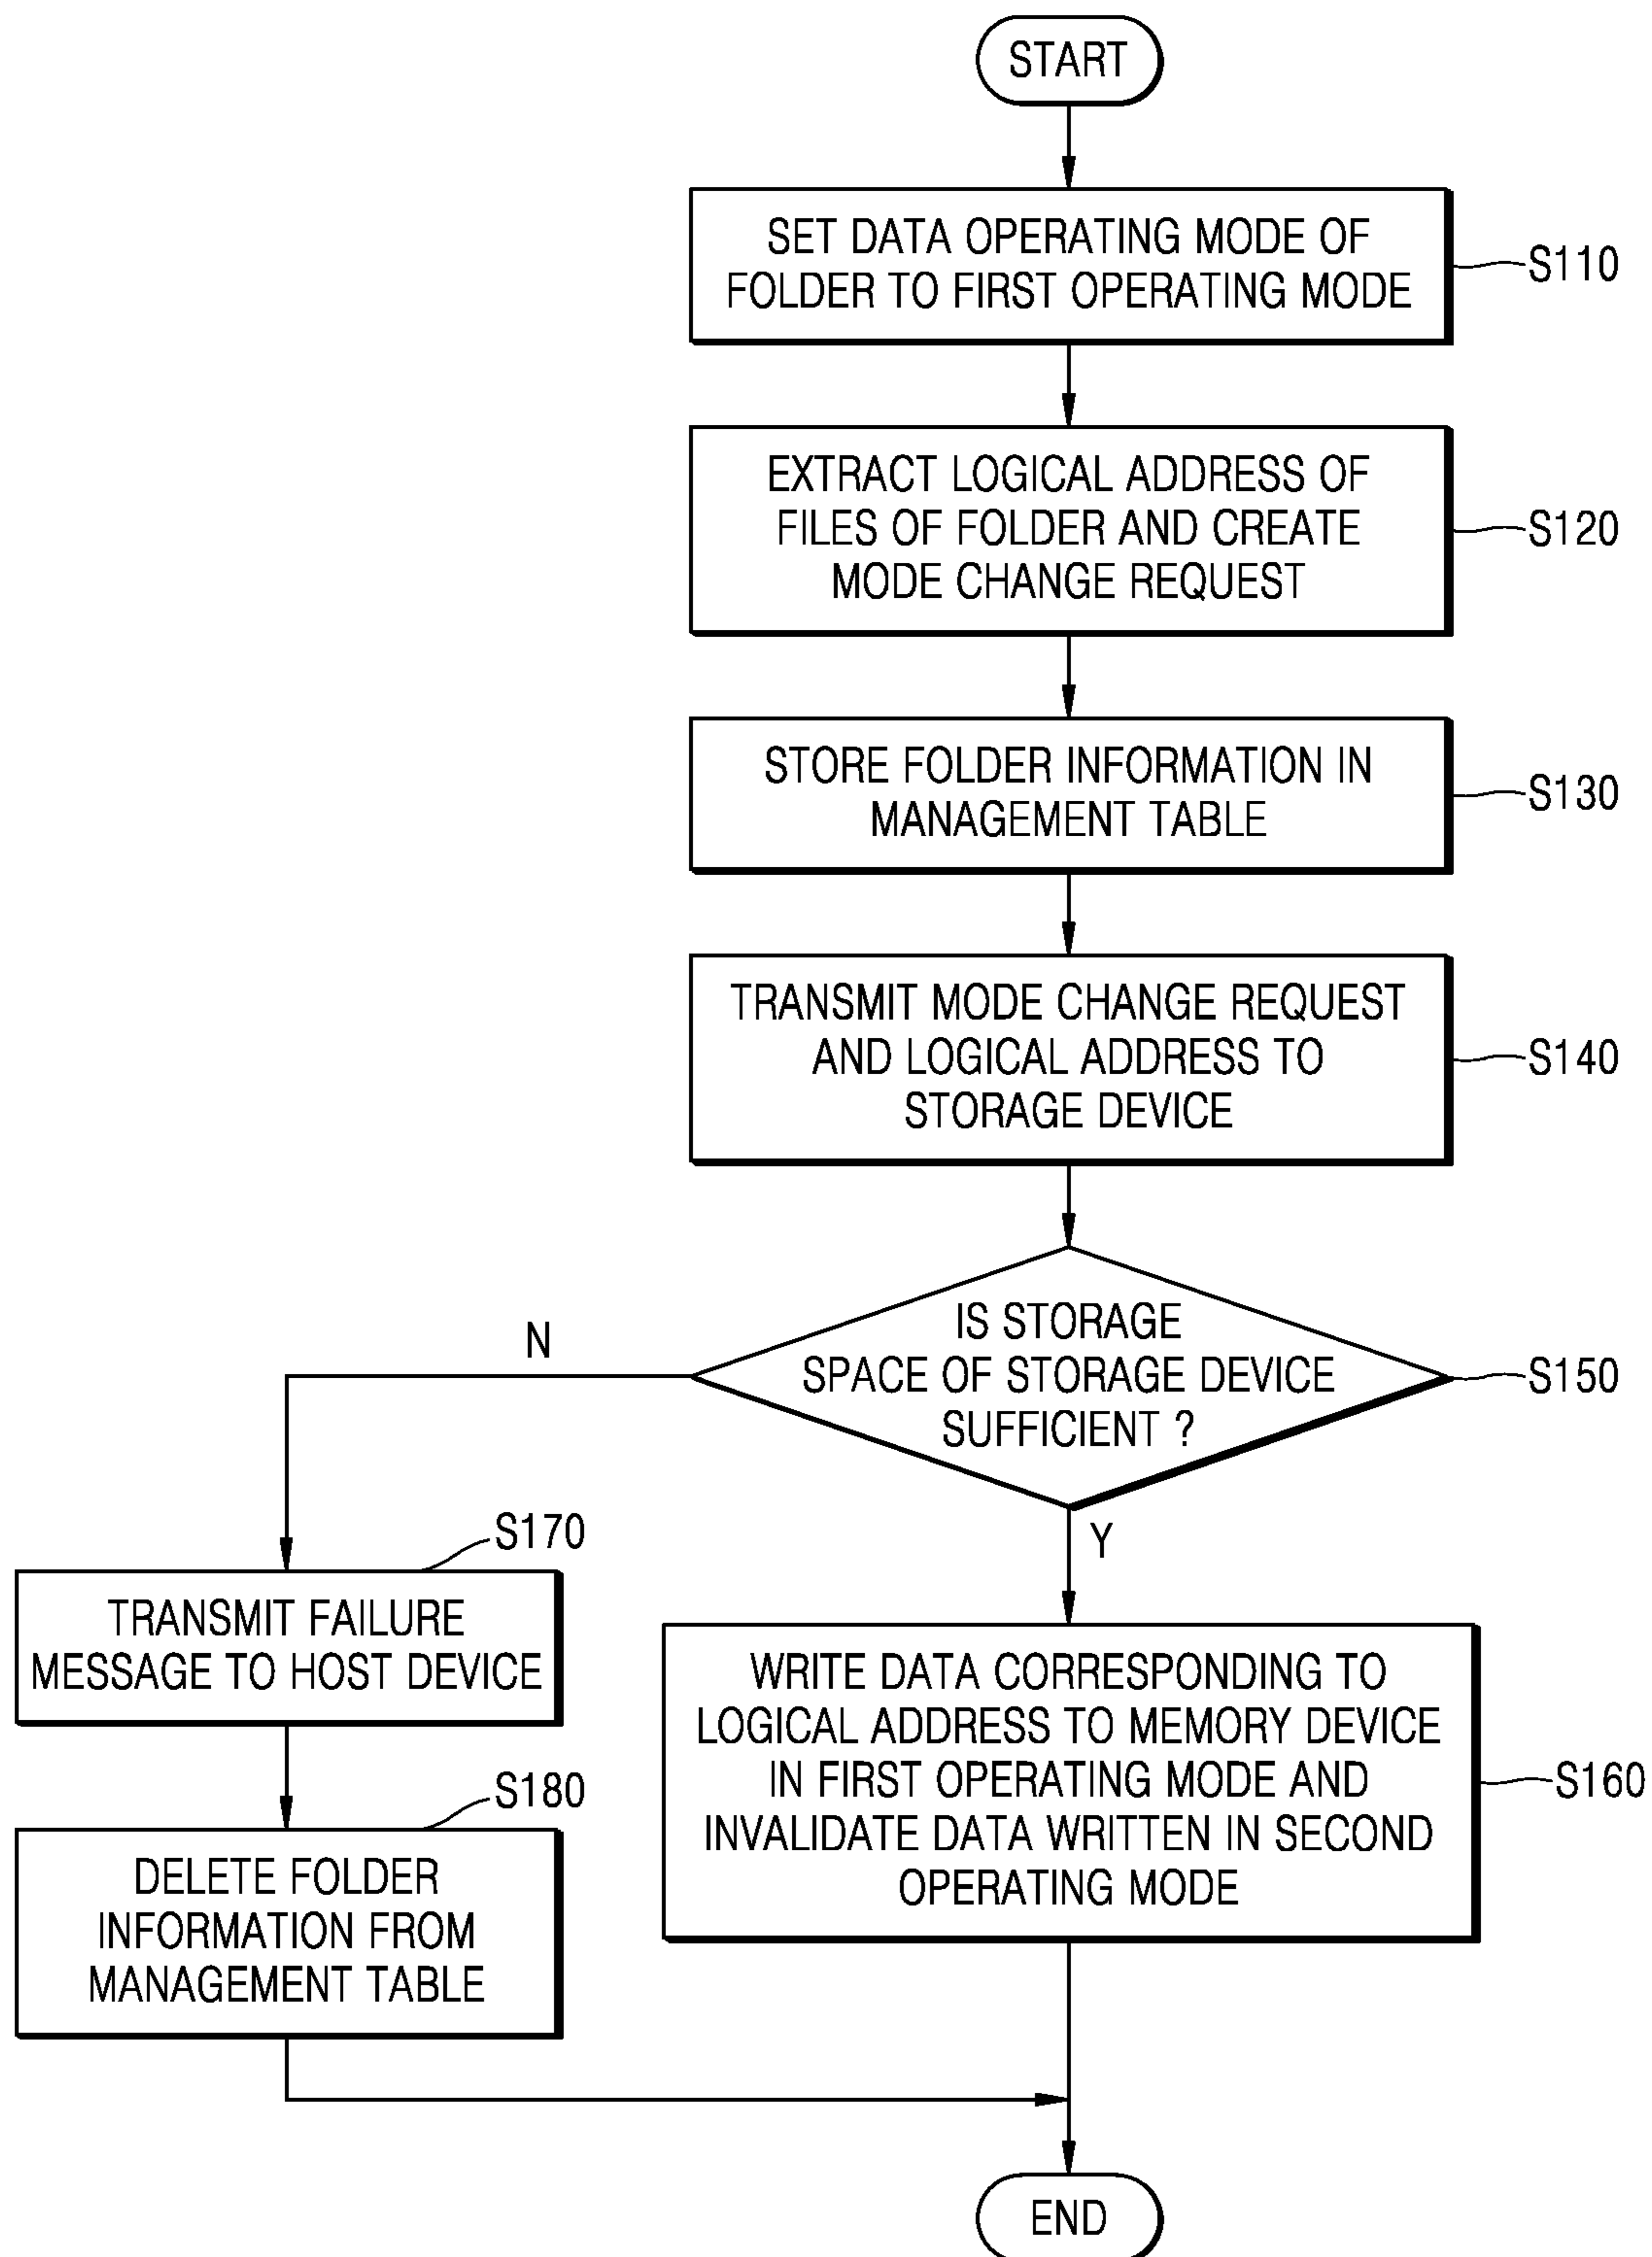 START
SET DATA OPERATING MODE OF
FOLDER TO FIRST OPERATING MODE
S110
EXTRACT LOGICAL ADDRESS OF
FILES OF FOLDER AND CREATE
MODE CHANGE REQUEST
S120
STORE FOLDER INFORMATION IN
MANAGEMENT TABLE
S130
TRANSMIT MODE CHANGE REQUEST
AND LOGICAL ADDRESS TO
STORAGE DEVICE
S140
IS STORAGE
SPACE OF STORAGE DEVICE
SUFFICIENT ?
S150
N
Y
S170
TRANSMIT FAILURE
MESSAGE TO HOST DEVICE
S180
DELETE FOLDER
INFORMATION FROM
MANAGEMENT TABLE
WRITE DATA CORRESPONDING TO
LOGICAL ADDRESS TO MEMORY DEVICE
IN FIRST OPERATING MODE AND
INVALIDATE DATA WRITTEN IN SECOND
OPERATING MODE
S160
END